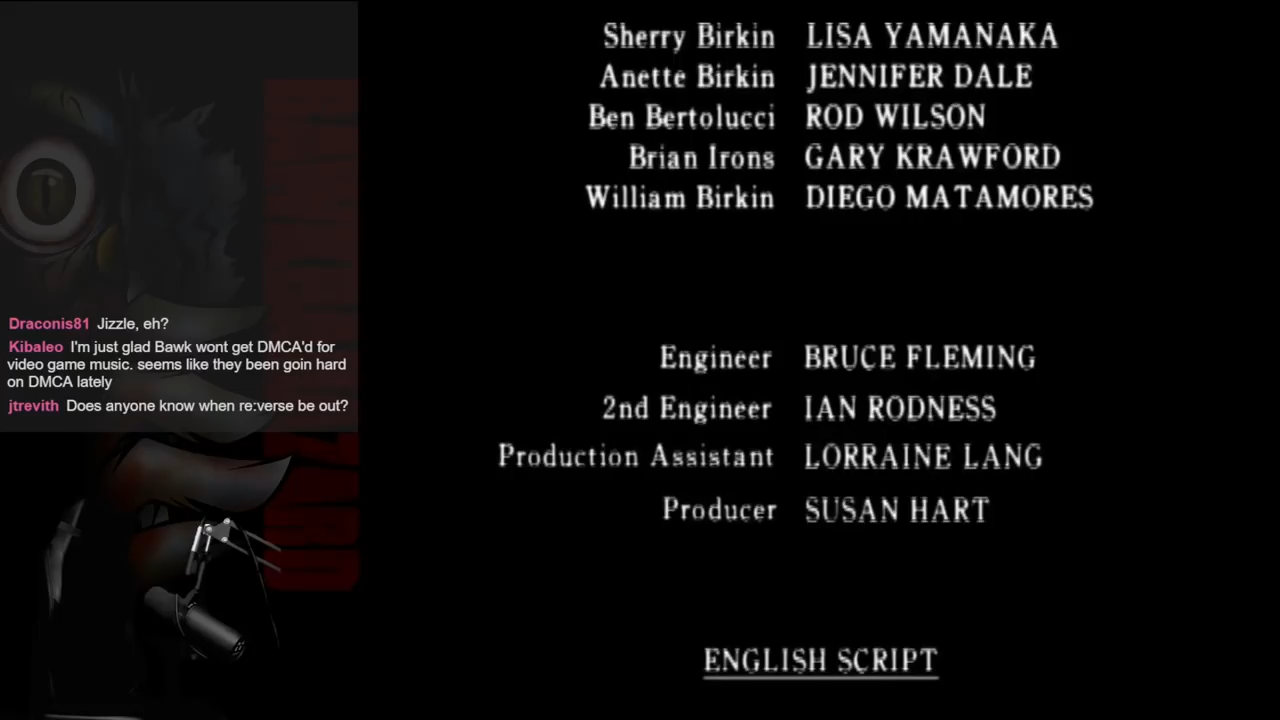 Sherry Birkin LISA YAMANAKA
Anette Birkin JENNIFER DALE
Ben Bertolucci ROD WILSON
Brian Irons GARY KRAWFORD
William Birkin DIEGO MATAMORES
Draconis81 Jizzle, eh?
Kibaleo I'm just glad Bawk wont get DMCA'd for
video game music. seems like they been goin hard
on DMCA lately
jtrevith Does anyone know when re:verse be out?
Engineer BRUCE FLEMING
2nd Engineer IAN RODNESS
Production Assistant LORRAINE LANG
Producer SUSAN HART
ENGLISH SCRIPT